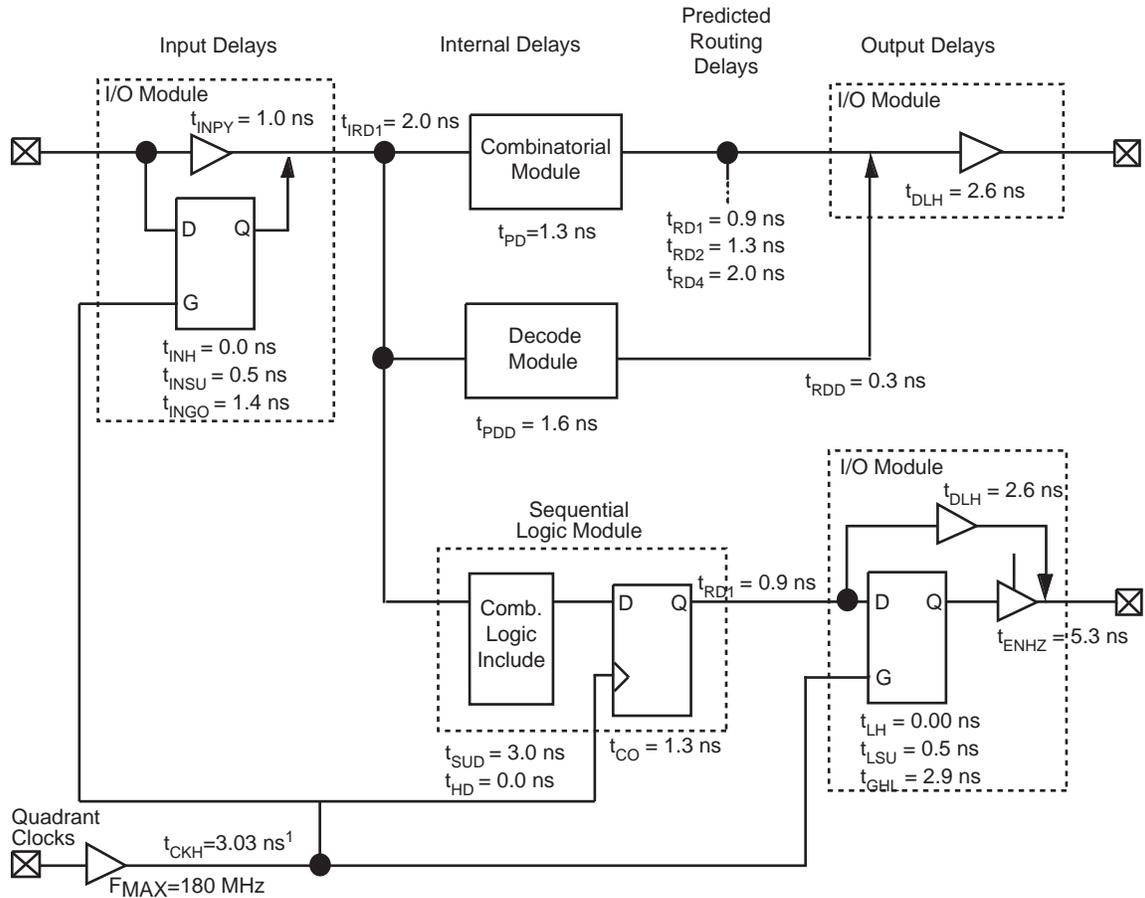 Input Delays
Internal Delays
Predicted
Routing
Delays
Output Delays
I/O Module
tINPY = 1.0 ns
tIRD1 = 2.0 ns
Combinatorial
Module
I/O Module
tDLH = 2.6 ns
D
Q
G
tPD=1.3 ns
tRD1 = 0.9 ns
tRD2 = 1.3 ns
tRD4 = 2.0 ns
tINH = 0.0 ns
tINSU = 0.5 ns
tINGO = 1.4 ns
Decode
Module
tRDD = 0.3 ns
tPDD = 1.6 ns
I/O Module
tDLH = 2.6 ns
Sequential
Logic Module
Comb.
Logic
Include
D
Q
tRD1 = 0.9 ns
D
Q
G
tENHZ = 5.3 ns
tSUD = 3.0 ns
tHD = 0.0 ns
tCO = 1.3 ns
tLH = 0.00 ns
tLSU = 0.5 ns
tGHL = 2.9 ns
Quadrant
Clocks
tCKH=3.03 ns1
FMAX=180 MHz